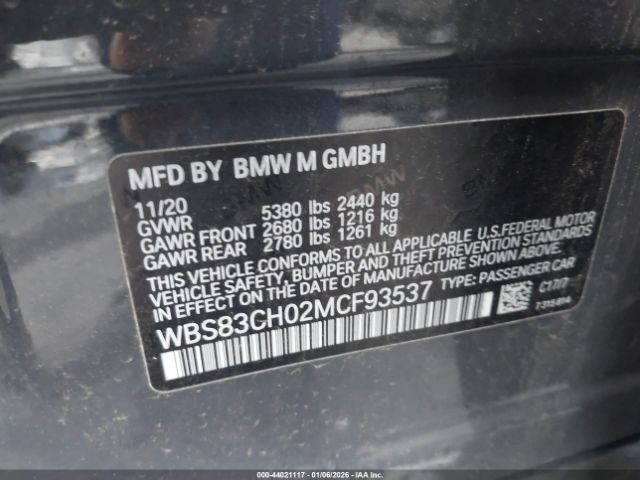 MFD BY BMW M GMBH
11/20
GVWR 5380 lbs 2440 kg
GAWR FRONT 2680 lbs 1216 kg
GAWR REAR 2780 lbs 1261 kg
THIS VEHICLE CONFORMS TO ALL APPLICABLE U.S. FEDERAL MOTOR
VEHICLE SAFETY, BUMPER AND THEFT PREVENTION STANDARDS
IN EFFECT ON THE DATE OF MANUFACTURE SHOWN ABOVE.
WBS83CH02MCF93537 TYPE: PASSENGER CAR
C17/7
000-44021117 - 01/06/2026 - IAA Inc.